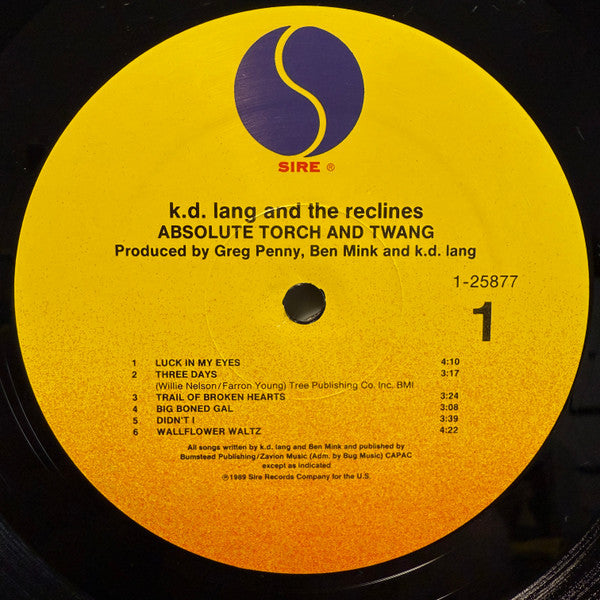 SIRE ®
k.d. lang and the reclines
ABSOLUTE TORCH AND TWANG
Produced by Greg Penny, Ben Mink and k.d. lang
1-25877
1
1 LUCK IN MY EYES 4:10
2 THREE DAYS 3:17
(Willie Nelson/Farron Young) Tree Publishing Co. Inc. BMI
3 TRAIL OF BROKEN HEARTS 3:24
4 BIG BONED GAL 3:08
5 DIDN'T I 3:39
6 WALLFLOWER WALTZ 4:22
All songs written by k.d. lang and Ben Mink and published by
Bumstead Publishing/Zavion Music (Adm. by Bug Music) CAPAC
except as indicated
℗1989 Sire Records Company for the U.S.